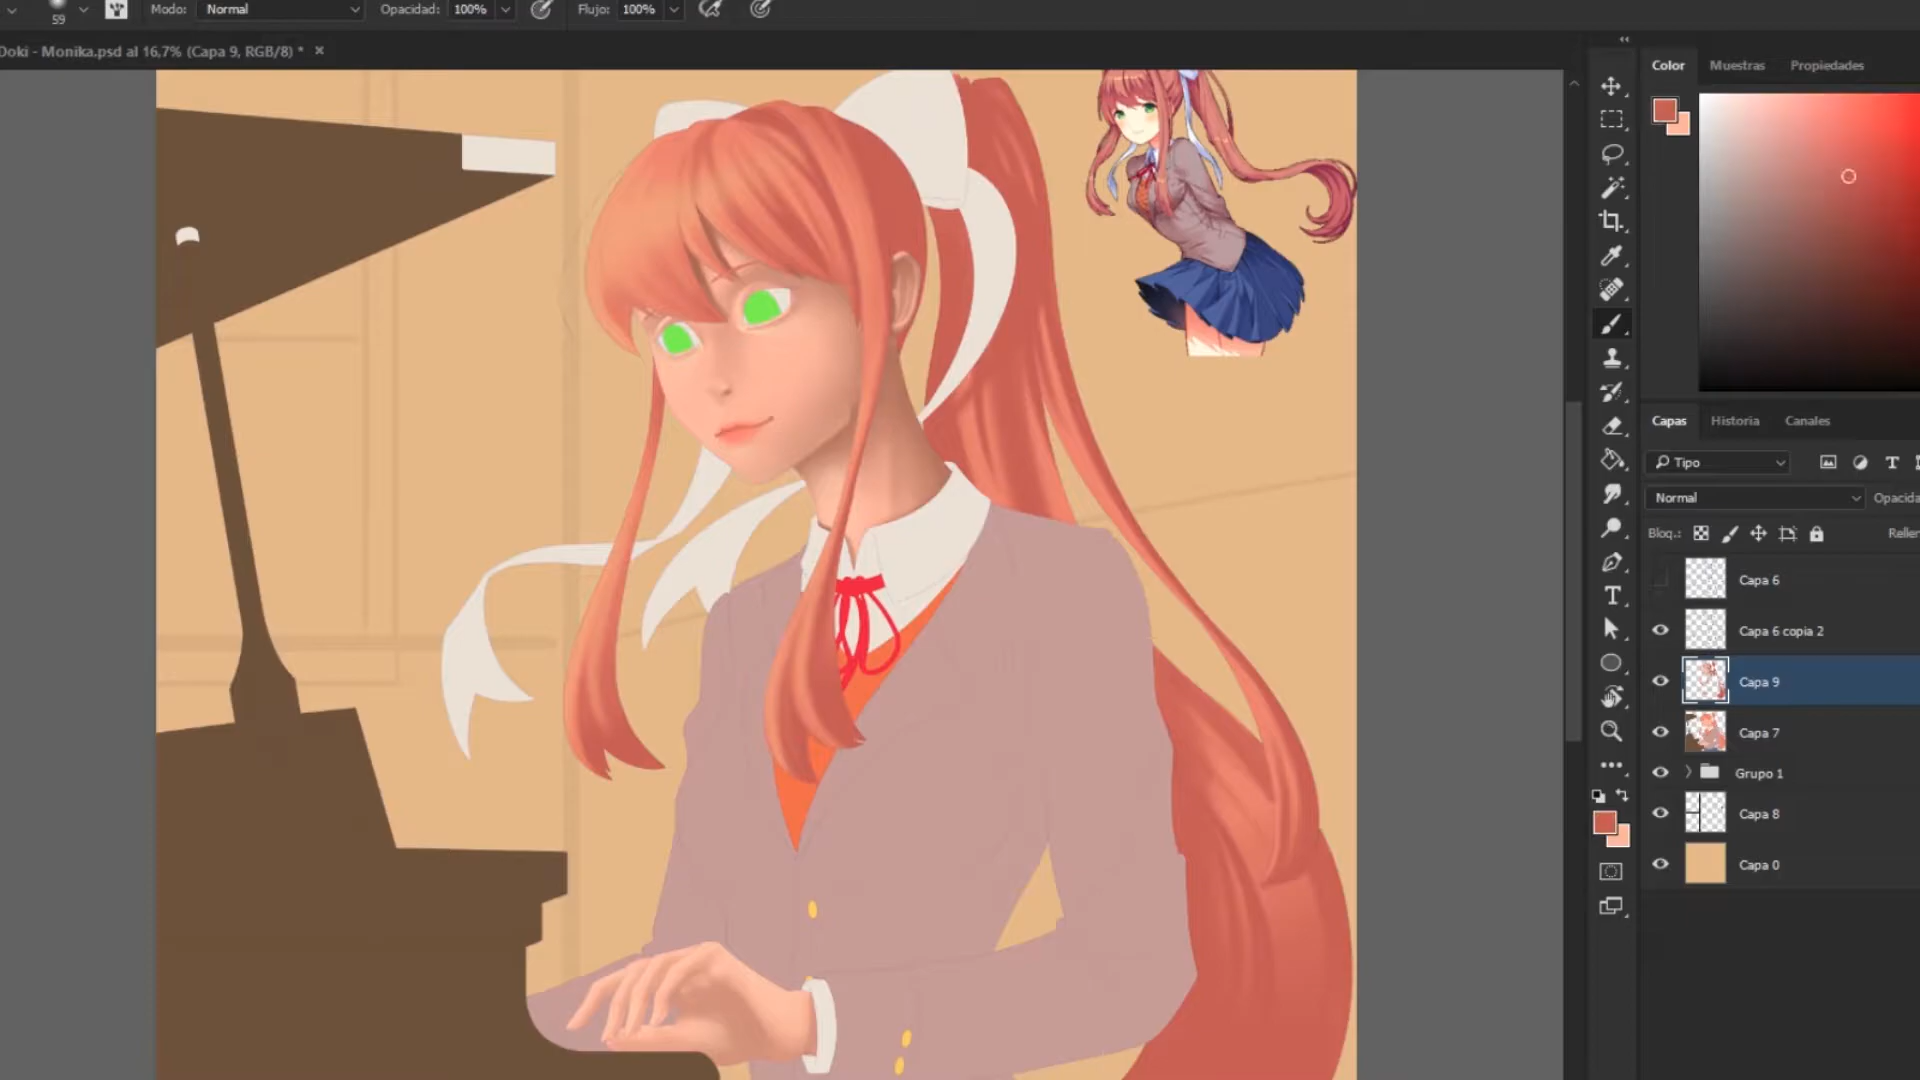 59 Modo: Normal Opacidad: 100% Flujo: 100%
Doki - Monika.psd al 16,7% (Capa 9, RGB/8) *
Color Muestras Propiedades
Capas Historia Canales
Tipo
Normal Opacida
Bloq.: Reller
Capa 6
Capa 6 copia 2
Capa 9
Capa 7
Grupo 1
Capa 8
Capa 0